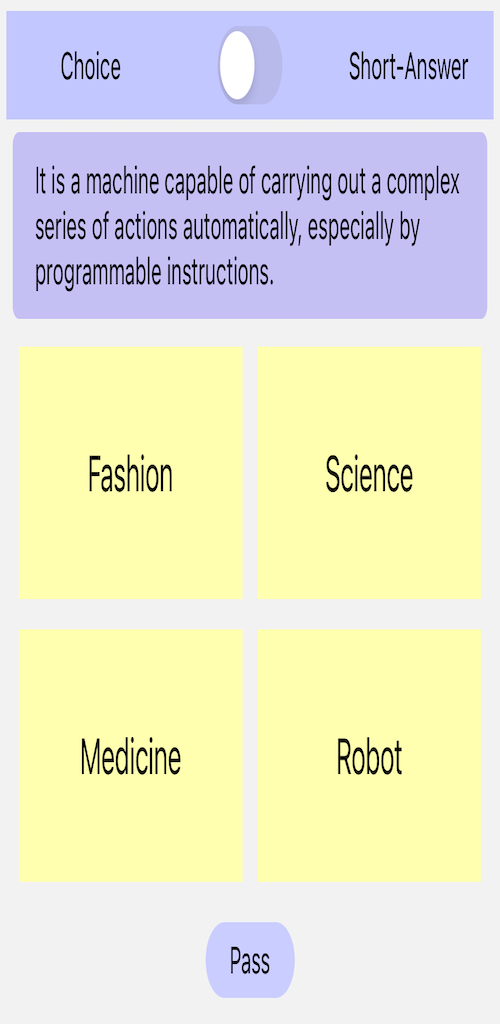 Choice
Short-Answer
It is a machine capable of carrying out a complex
series of actions automatically, especially by
programmable instructions.
Fashion
Science
Medicine
Robot
Pass